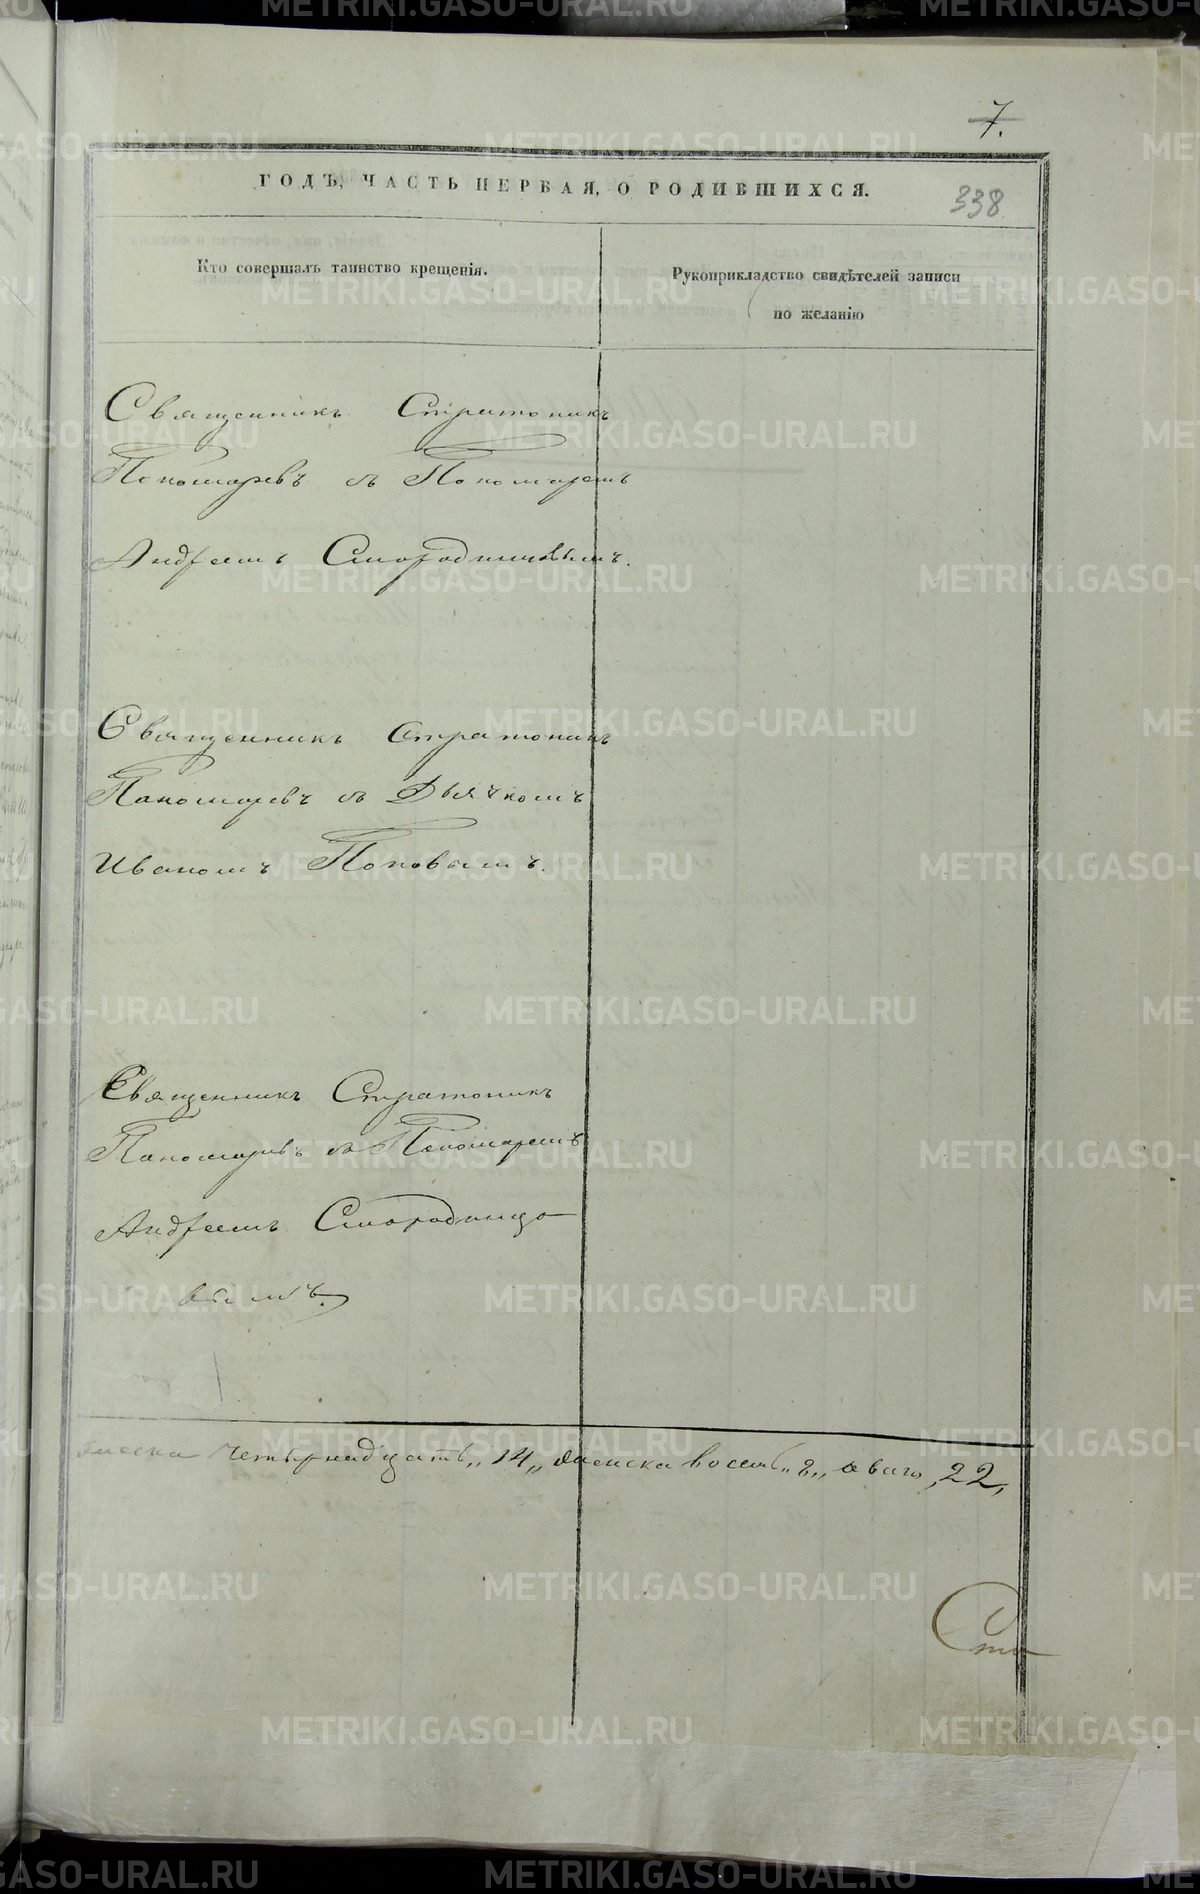 7.
ГОДЪ, ЧАСТЬ ПЕРВАЯ, О РОДИВШИХСЯ.
338
Кто совершалъ таинство крещенія.
Рукоприкладство свидѣтелей записи
по желанію
Священникъ Стратоникъ
Пономаревъ съ Пономаремъ
Андреемъ Смородинцовымъ.
Священникъ Стратоникъ
Пономаревъ съ Дьячкомъ
Иваномъ Поповымъ.
Священникъ Стратоникъ
Пономаревъ съ Пономаремъ
Андреемъ Смородинцо
вымъ.
Четырнадцать „14„ женска восемь „8„ обоего „22„
Сто
METRIKI.GASO-URAL.RU